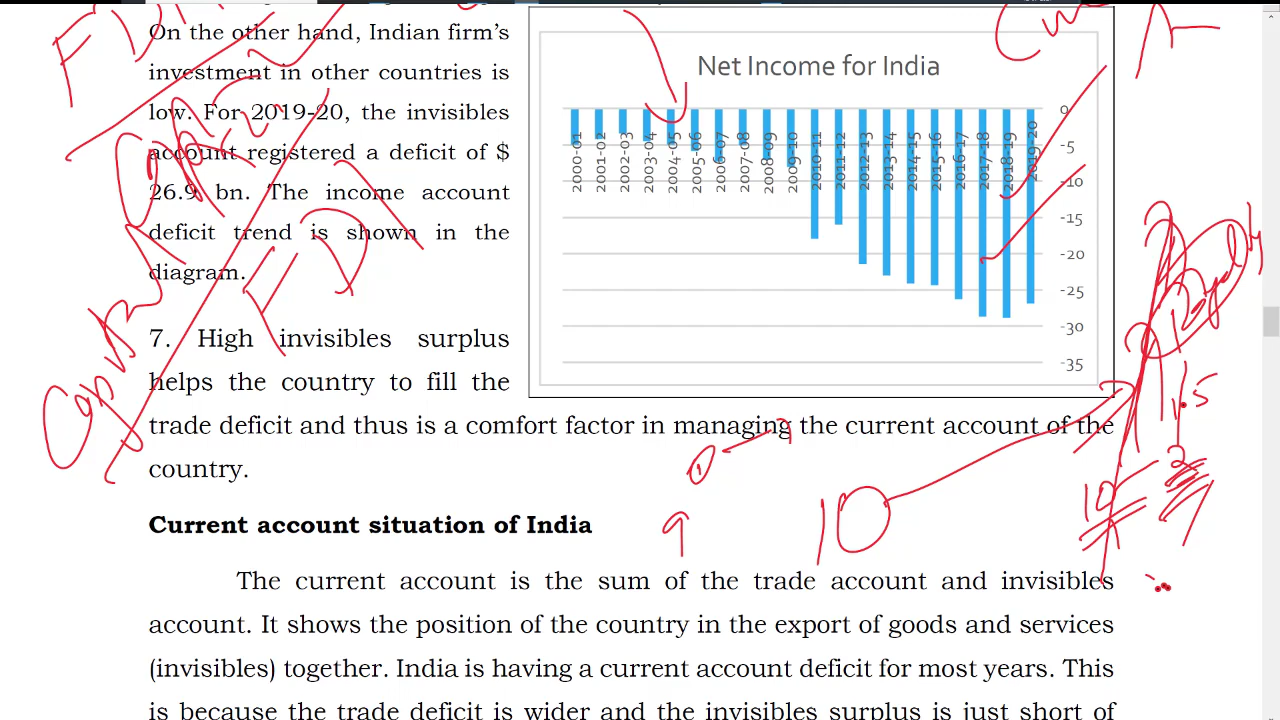 On the other hand, Indian firm's
investment in other countries is
low. For 2019-20, the invisibles
account registered a deficit of $
26.9 bn. The income account
deficit trend is shown in the
diagram.
7. High invisibles surplus
helps the country to fill the
trade deficit and thus is a comfort factor in managing the current account of the
country.
Net Income for India
0
-5
-10
-15
-20
-25
-30
-35
2000-01
2001-02
2002-03
2003-04
2004-05
2005-06
2006-07
2007-08
2008-09
2009-10
2010-11
2011-12
2012-13
2013-14
2014-15
2015-16
2016-17
2017-18
2018-19
2019-20
Current account situation of India
The current account is the sum of the trade account and invisibles
account. It shows the position of the country in the export of goods and services
(invisibles) together. India is having a current account deficit for most years. This
is because the trade deficit is wider and the invisibles surplus is just short of
FDI
FDI
10
1.5
2
10